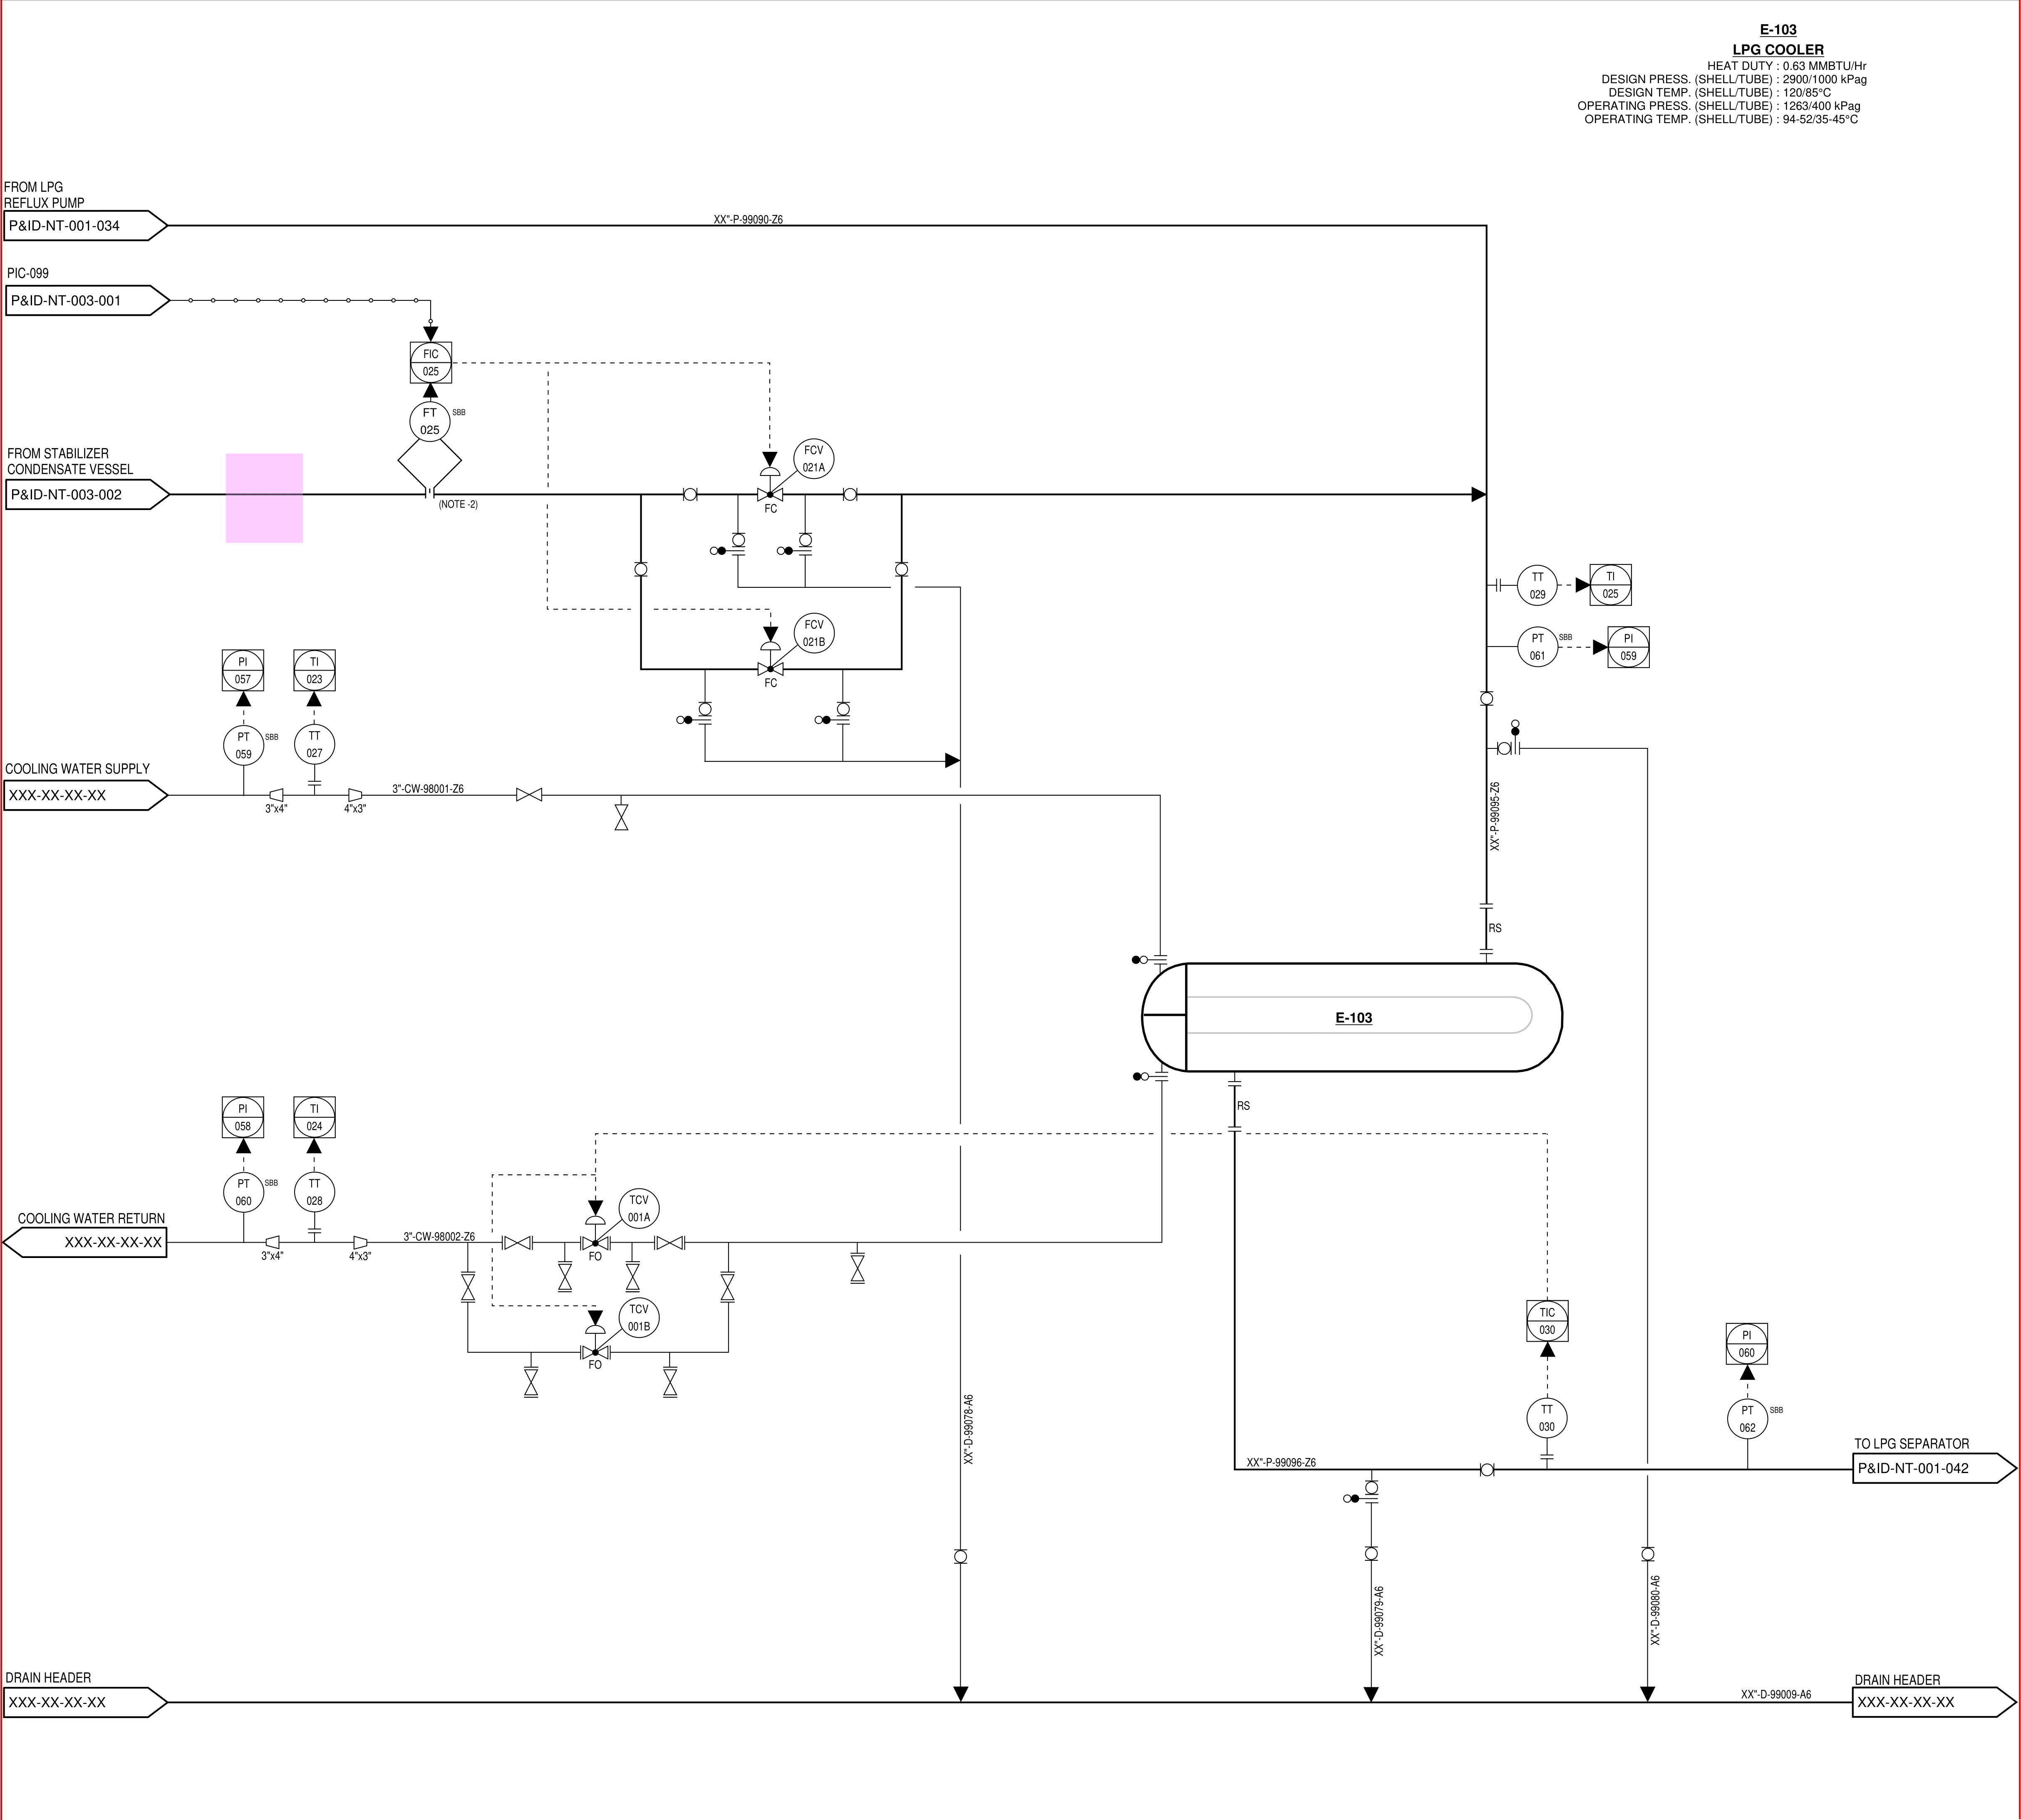 E-103
LPG COOLER
HEAT DUTY : 0.63 MMBTU/Hr
DESIGN PRESS. (SHELL/TUBE) : 2900/1000 kPag
DESIGN TEMP. (SHELL/TUBE) : 120/85°C
OPERATING PRESS. (SHELL/TUBE) : 1263/400 kPag
OPERATING TEMP. (SHELL/TUBE) : 94-52/35-45°C
FROM LPG
REFLUX PUMP
P&ID-NT-001-034
XX"-P-99090-Z6
PIC-099
P&ID-NT-003-001
FIC
025
FT
025
SBB
FROM STABILIZER
CONDENSATE VESSEL
P&ID-NT-003-002
(NOTE -2)
FCV
021A
FC
FCV
021B
FC
TT
029
TI
025
PT
061
SBB
PI
059
PI
057
TI
023
PT
059
SBB
TT
027
COOLING WATER SUPPLY
XXX-XX-XX-XX
3"x4"
4"x3"
3"-CW-98001-Z6
XX"-P-99095-Z6
RS
E-103
RS
PI
058
TI
024
PT
060
SBB
TT
028
COOLING WATER RETURN
XXX-XX-XX-XX
3"x4"
4"x3"
3"-CW-98002-Z6
TCV
001A
FO
TCV
001B
FO
TIC
030
PI
060
TT
030
PT
062
SBB
XX"-D-99078-A6
XX"-P-99096-Z6
TO LPG SEPARATOR
P&ID-NT-001-042
XX"-D-99079-A6
XX"-D-99080-A6
DRAIN HEADER
XXX-XX-XX-XX
XX"-D-99009-A6
DRAIN HEADER
XXX-XX-XX-XX